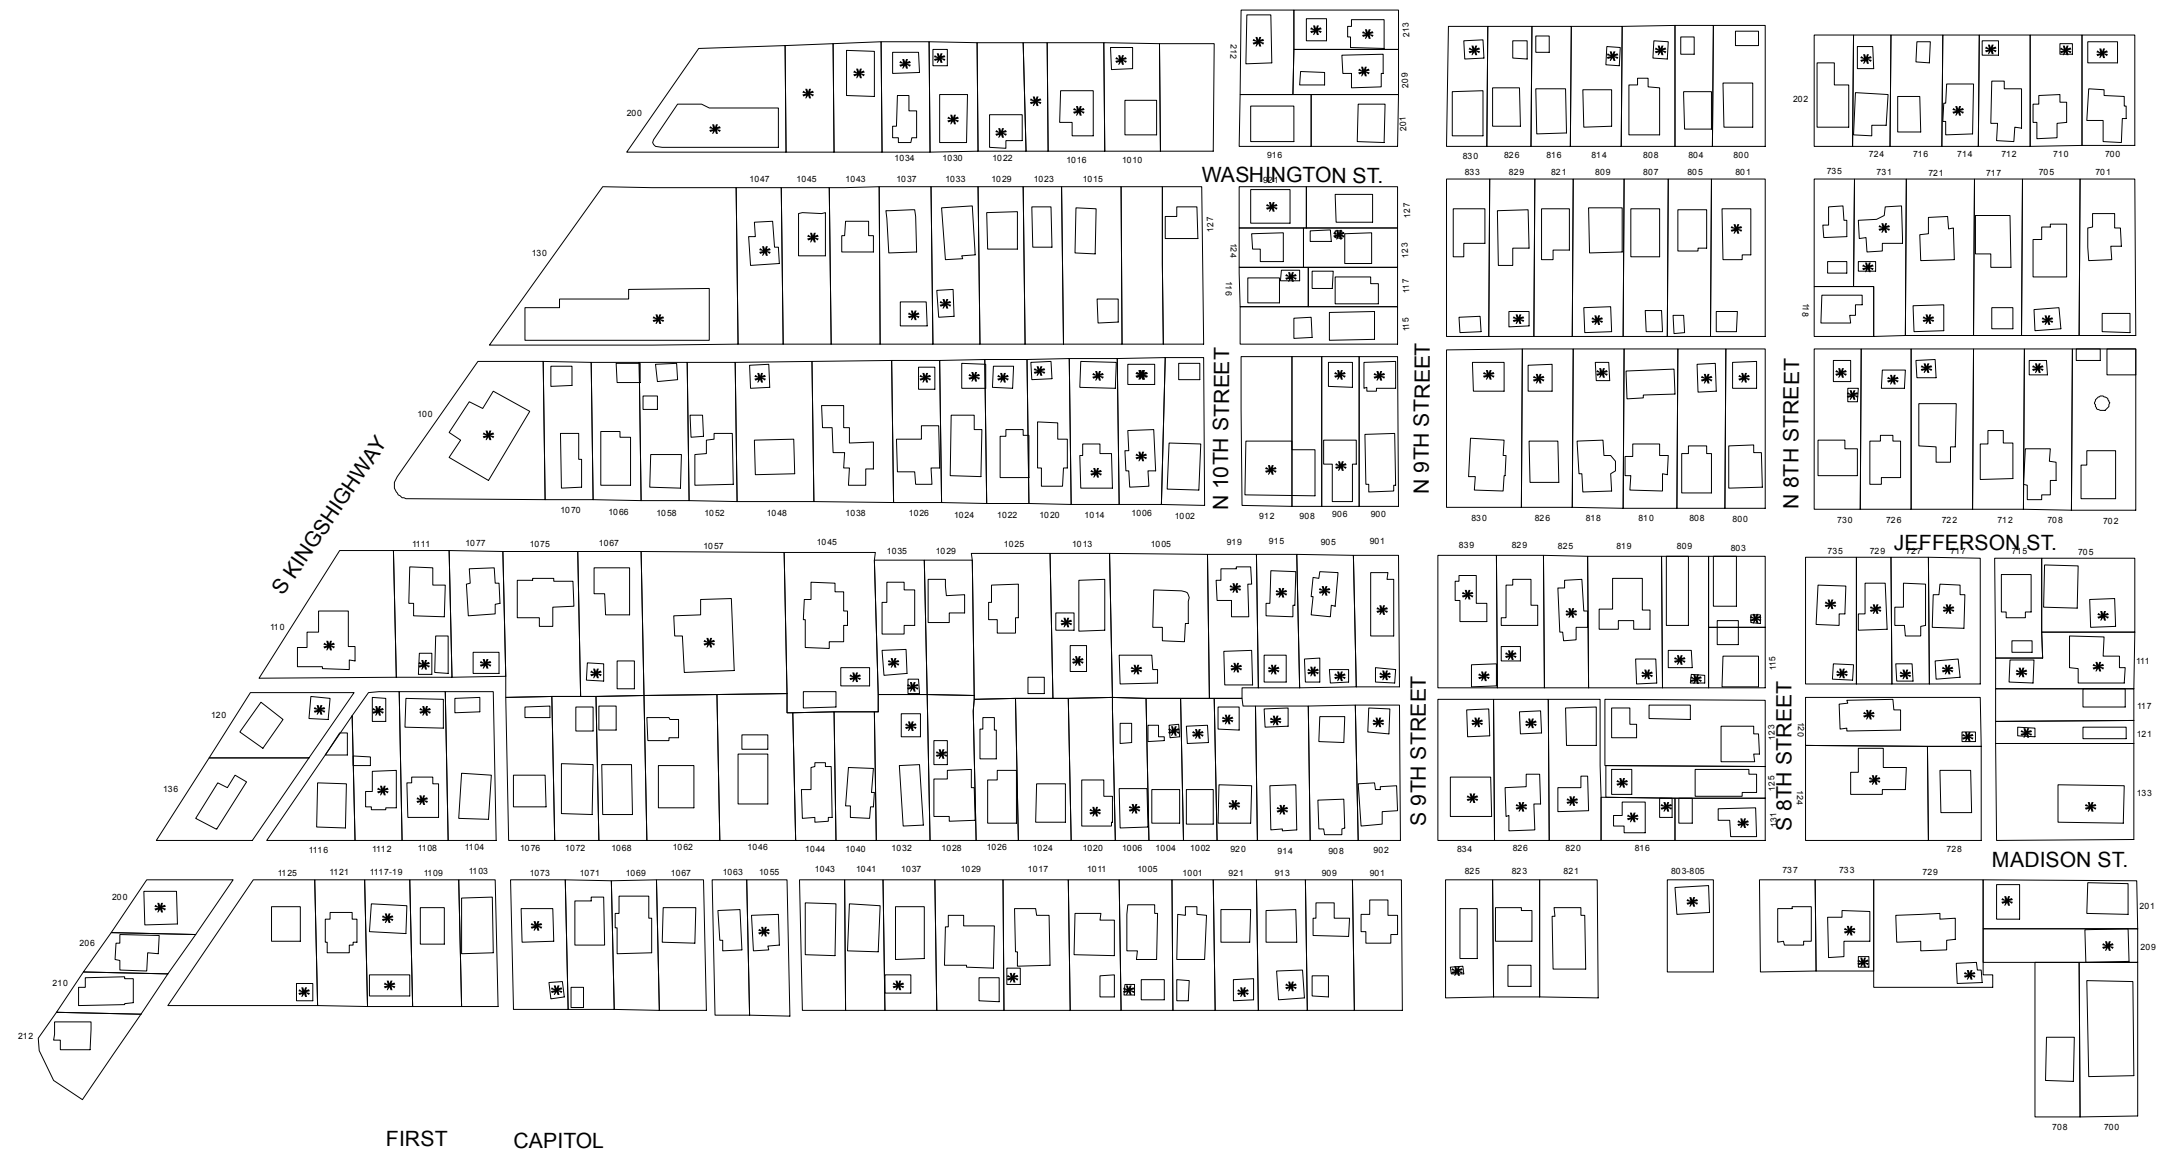 213
212
209
200
201
202
1034 1030 1022 1016 1010 916 830 826 816 814 808 804 800 724 716 714 712 710 700
WASHINGTON ST.
1047 1045 1043 1037 1033 1029 1023 1015 921 833 829 821 809 807 805 801 735 731 721 717 705 701
127 127
130 124 123
116 117
118
115
100
S KINGSHIGHWAY
N 10TH STREET
N 9TH STREET
N 8TH STREET
1070 1066 1058 1052 1048 1038 1026 1024 1022 1020 1014 1006 1002 912 908 906 900 830 826 818 810 808 800 730 726 722 712 708 702
JEFFERSON ST.
1111 1077 1075 1067 1057 1045 1035 1029 1025 1013 1005 919 915 905 901 839 829 825 819 809 803 735 729 727 717 715 705
110
115 111
S 9TH STREET
S 8TH STREET
120 117
123 120 121
136 125 124 133
131
1116 1112 1108 1104 1076 1072 1068 1062 1046 1044 1040 1032 1028 1026 1024 1020 1006 1004 1002 920 914 908 902 834 826 820 816 728
MADISON ST.
1125 1121 1117-19 1109 1103 1073 1071 1069 1067 1063 1055 1043 1041 1037 1029 1017 1011 1005 1001 921 913 909 901 825 823 821 803-805 737 733 729
200 201
206 209
210
212
708 700
FIRST CAPITOL